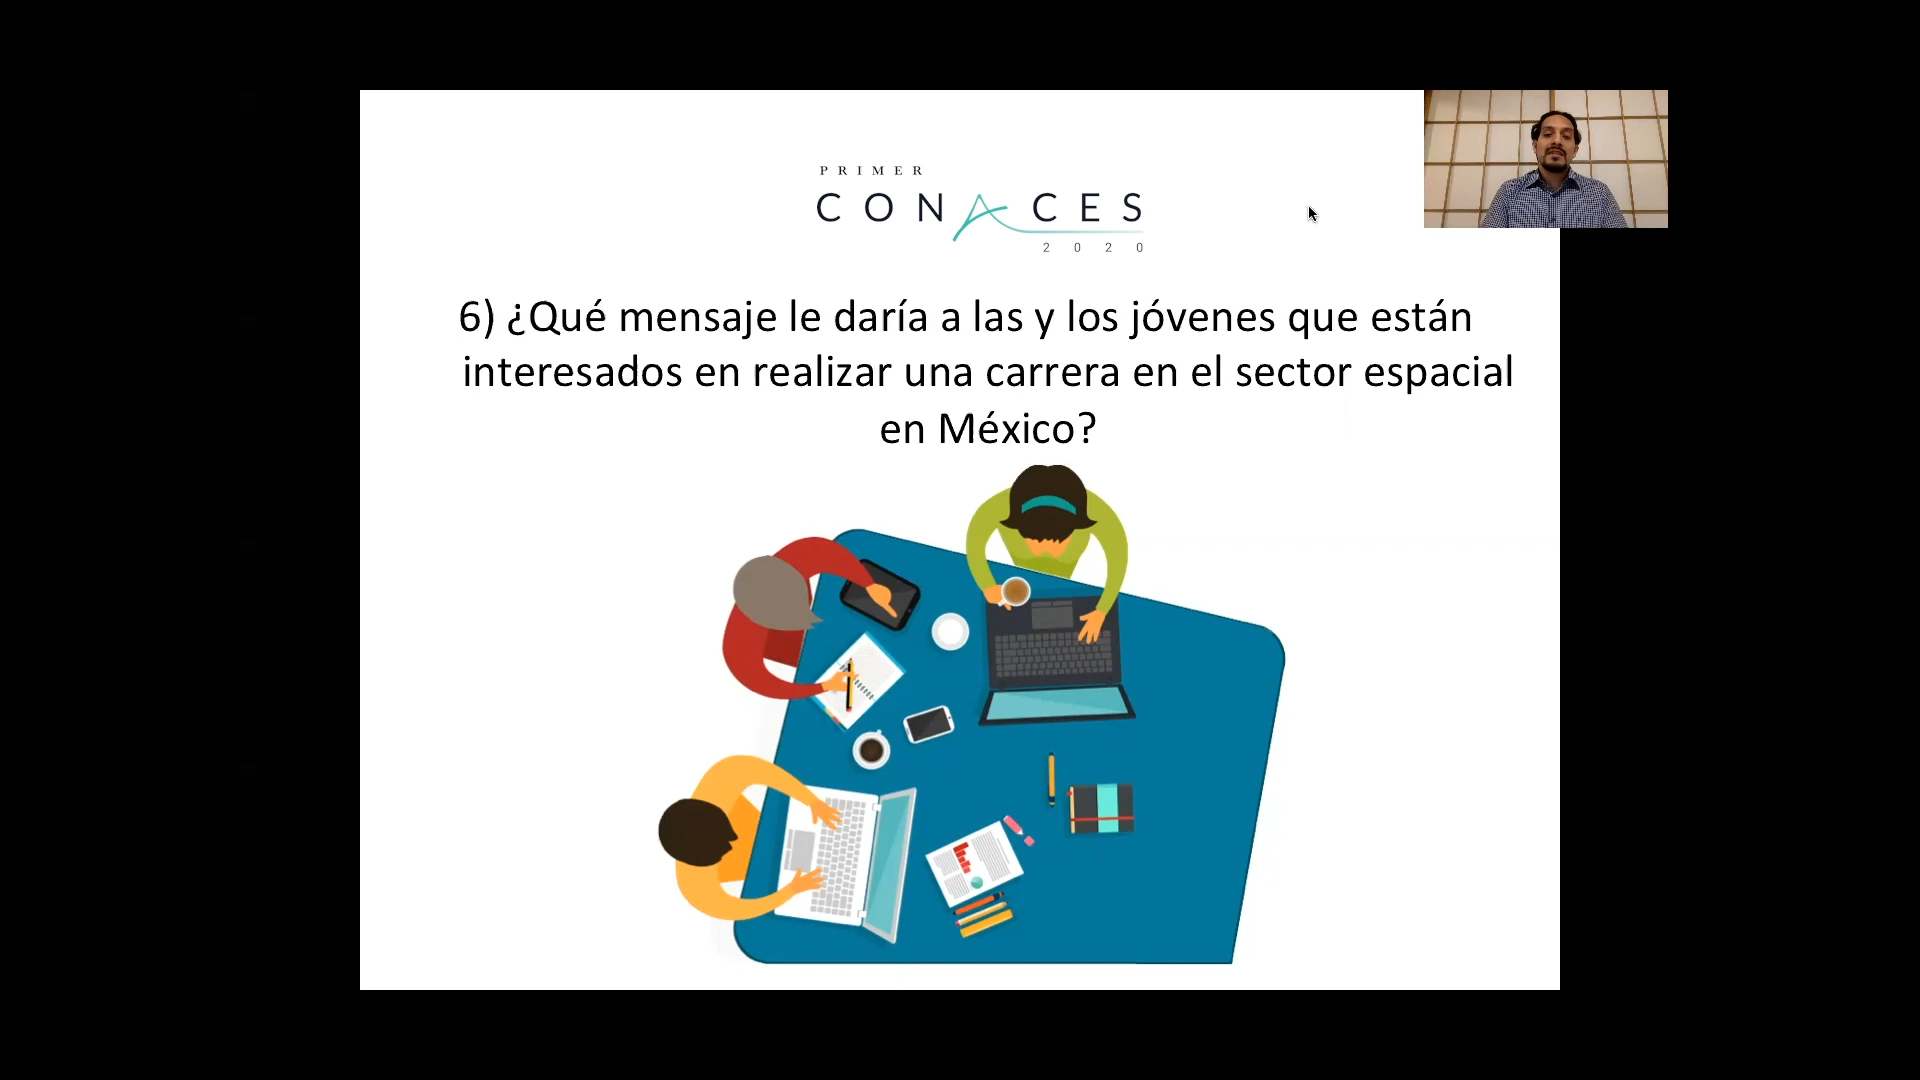 PRIMER
CONACES
2020
6) ¿Qué mensaje le daría a las y los jóvenes que están
interesados en realizar una carrera en el sector espacial
en México?